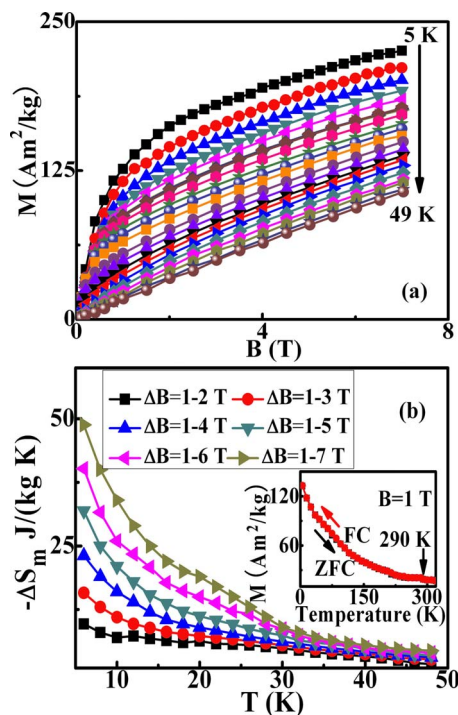 250
5 K
M (Am²/kg)
125
49 K
(a)
0
0 4 8
B (T)
ΔB=1-2 T ΔB=1-3 T (b)
ΔB=1-4 T ΔB=1-5 T
ΔB=1-6 T ΔB=1-7 T
50
-ΔSₘ J/(kg K)
25
M (Am²/kg)
120
B=1 T
FC 290 K
60
ZFC
0 150 300
Temperature (K)
10 20 30 40 50
T (K)